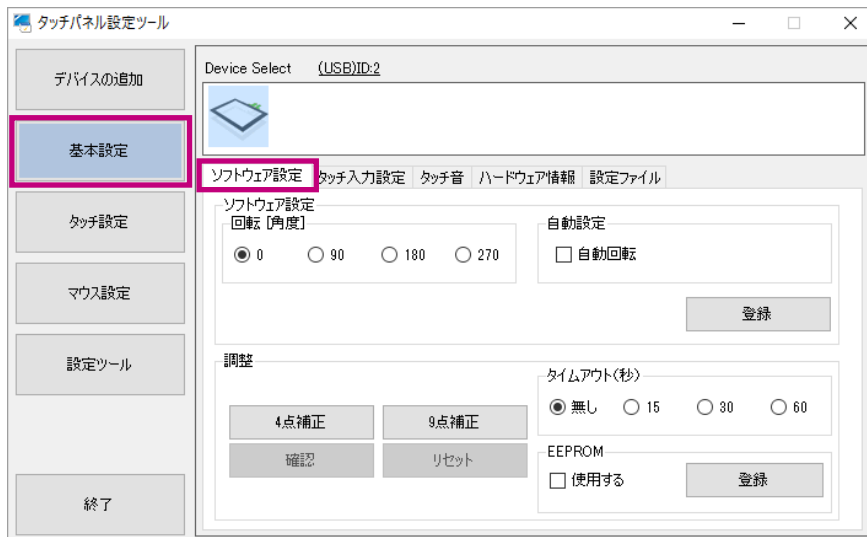 タッチパネル設定ツール
デバイスの追加
基本設定
タッチ設定
マウス設定
設定ツール
終了
Device Select (USB)ID:2
ソフトウェア設定 タッチ入力設定 タッチ音 ハードウェア情報 設定ファイル
ソフトウェア設定
回転 [角度]
0 90 180 270
自動設定
自動回転
登録
調整
4点補正 9点補正
確認 リセット
タイムアウト(秒)
無し 15 30 60
EEPROM
使用する 登録